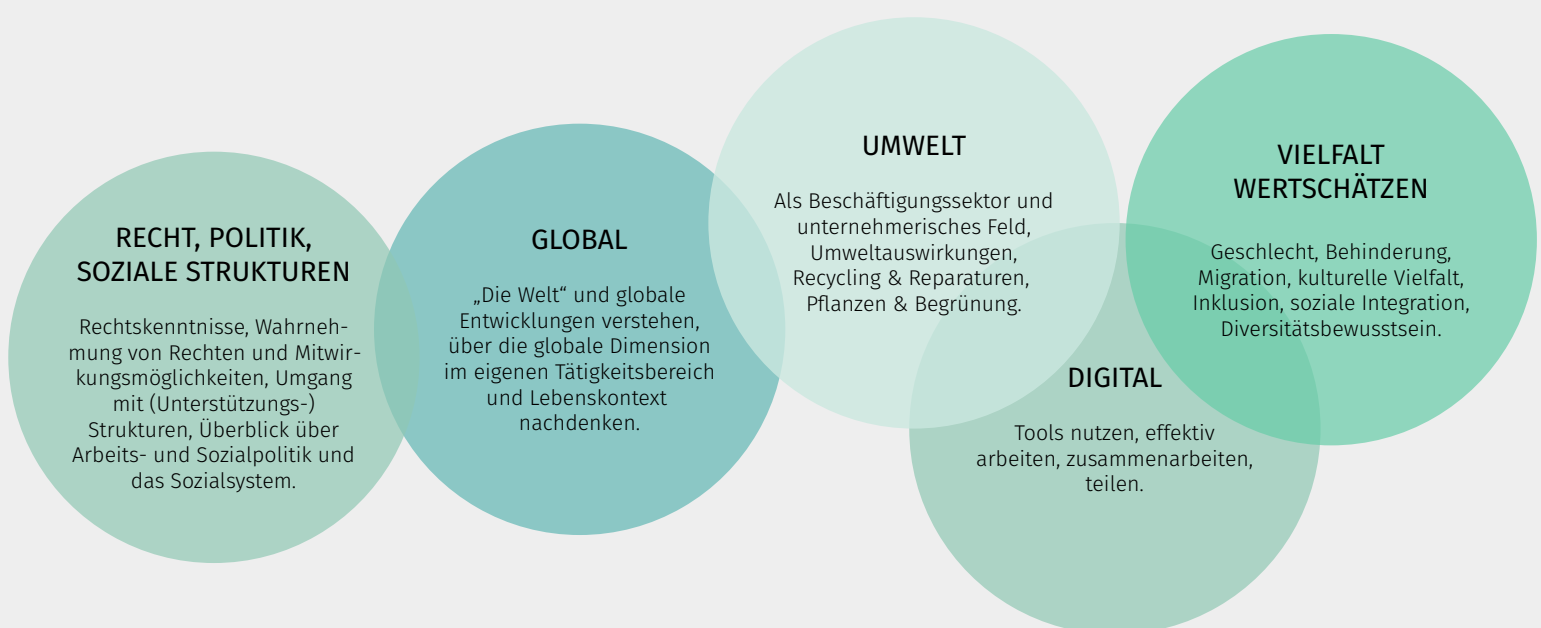 RECHT, POLITIK,
SOZIALE STRUKTUREN
Rechtskenntnisse, Wahrneh-
mung von Rechten und Mitwir-
kungsmöglichkeiten, Umgang
mit (Unterstützungs-)
Strukturen, Überblick über
Arbeits- und Sozialpolitik und
das Sozialsystem.
GLOBAL
„Die Welt“ und globale
Entwicklungen verstehen,
über die globale Dimension
im eigenen Tätigkeitsbereich
und Lebenskontext
nachdenken.
UMWELT
Als Beschäftigungssektor und
unternehmerisches Feld,
Umweltauswirkungen,
Recycling & Reparaturen,
Pflanzen & Begrünung.
DIGITAL
Tools nutzen, effektiv
arbeiten, zusammenarbeiten,
teilen.
VIELFALT
WERTSCHÄTZEN
Geschlecht, Behinderung,
Migration, kulturelle Vielfalt,
Inklusion, soziale Integration,
Diversitätsbewusstsein.